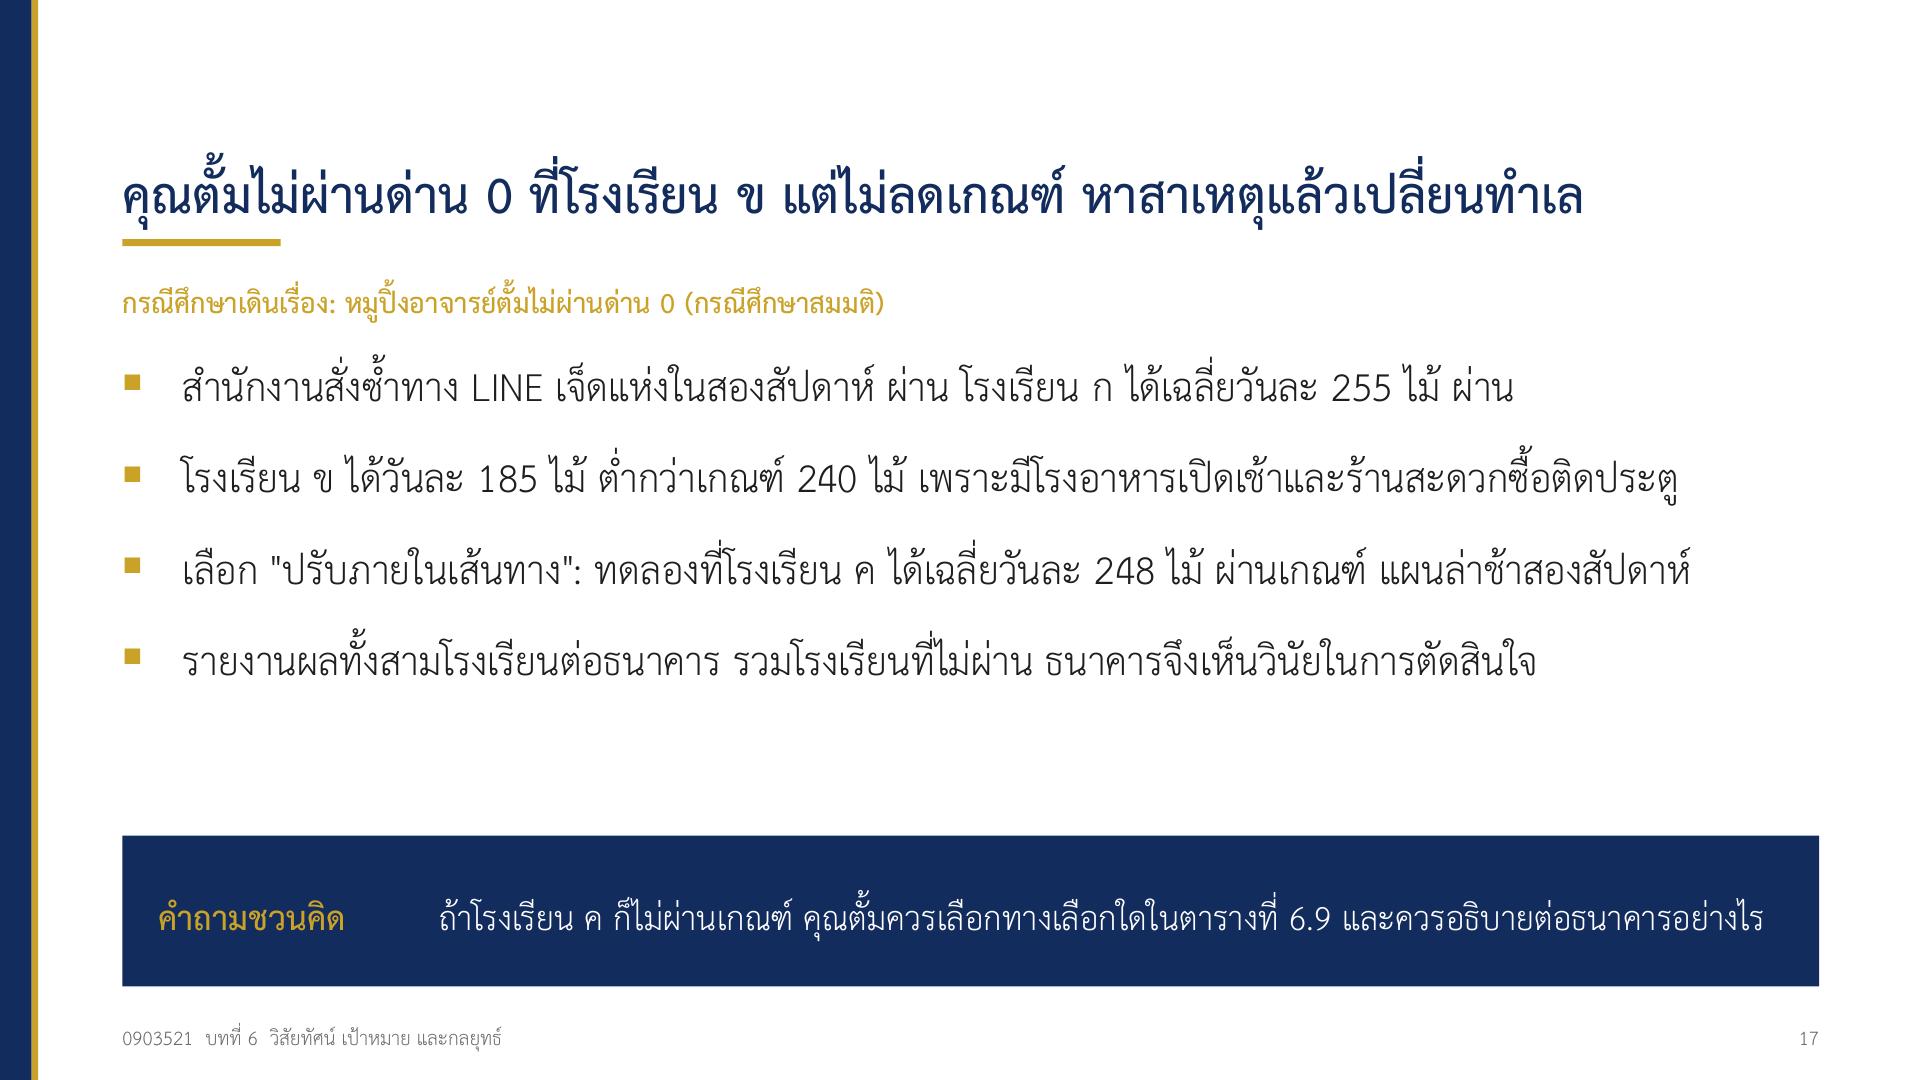 คุณตั้มไม่ผ่านด่าน 0 ที่โรงเรียน ข แต่ไม่ลดเกณฑ์ หาสาเหตุแล้วเปลี่ยนทำเล
กรณีศึกษาเดินเรื่อง: หมูปิ้งอาจารย์ตั้มไม่ผ่านด่าน 0 (กรณีศึกษาสมมติ)
สำนักงานสั่งซ้ำทาง LINE เจ็ดแห่งในสองสัปดาห์ ผ่าน โรงเรียน ก ได้เฉลี่ยวันละ 255 ไม้ ผ่าน
โรงเรียน ข ได้วันละ 185 ไม้ ต่ำกว่าเกณฑ์ 240 ไม้ เพราะมีโรงอาหารเปิดเช้าและร้านสะดวกซื้อติดประตู
เลือก "ปรับภายในเส้นทาง": ทดลองที่โรงเรียน ค ได้เฉลี่ยวันละ 248 ไม้ ผ่านเกณฑ์ แผนล่าช้าสองสัปดาห์
รายงานผลทั้งสามโรงเรียนต่อธนาคาร รวมโรงเรียนที่ไม่ผ่าน ธนาคารจึงเห็นวินัยในการตัดสินใจ
คำถามชวนคิด ถ้าโรงเรียน ค ก็ไม่ผ่านเกณฑ์ คุณตั้มควรเลือกทางเลือกใดในตารางที่ 6.9 และควรอธิบายต่อธนาคารอย่างไร
0903521 บทที่ 6 วิสัยทัศน์ เป้าหมาย และกลยุทธ์ 17